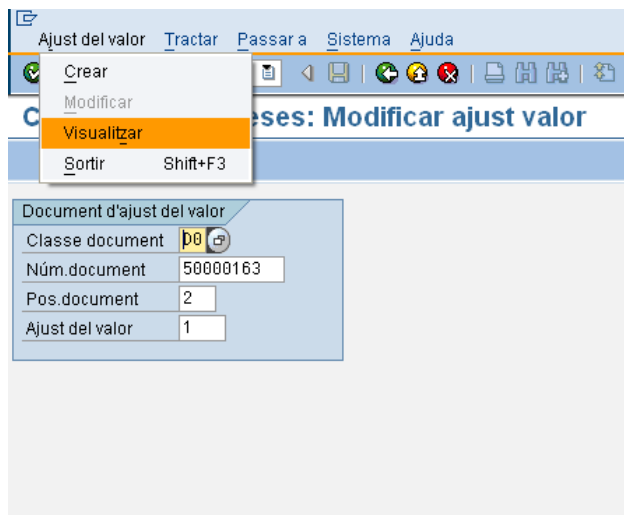 Ajust del valor Tractar Passar a Sistema Ajuda
Crear
Modificar
Visualitzar
Sortir Shift+F3
C eses: Modificar ajust valor
Document d'ajust del valor
Classe document 00
Núm.document 50000163
Pos.document 2
Ajust del valor 1